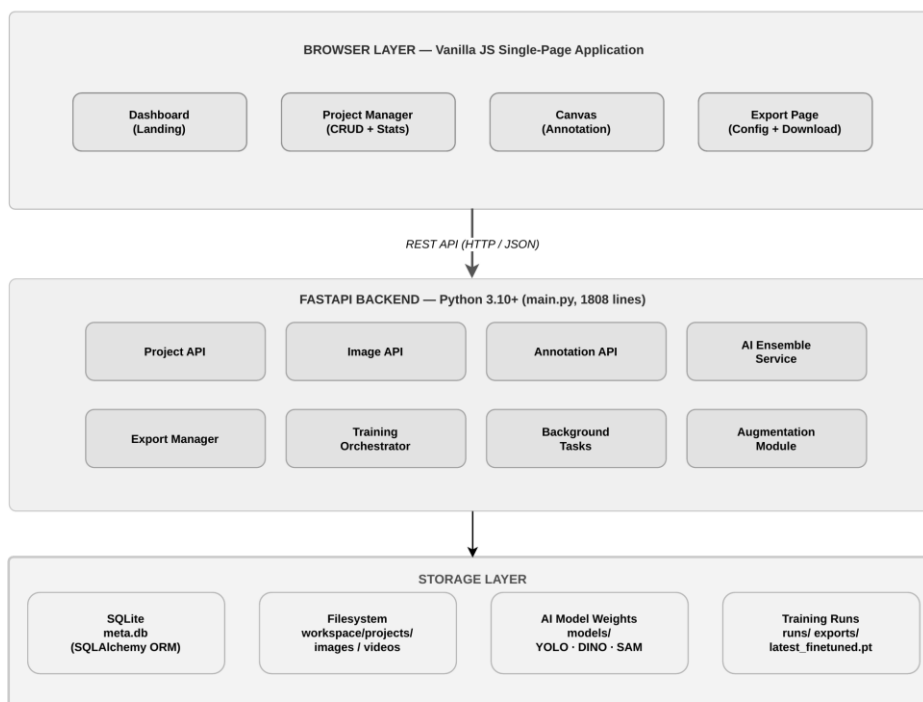 BROWSER LAYER — Vanilla JS Single-Page Application
Dashboard
(Landing)
Project Manager
(CRUD + Stats)
Canvas
(Annotation)
Export Page
(Config + Download)
REST API (HTTP / JSON)
FASTAPI BACKEND — Python 3.10+ (main.py, 1808 lines)
Project API
Image API
Annotation API
AI Ensemble
Service
Export Manager
Training
Orchestrator
Background
Tasks
Augmentation
Module
STORAGE LAYER
SQLite
meta.db
(SQLAlchemy ORM)
Filesystem
workspace/projects/
images / videos
AI Model Weights
models/
YOLO · DINO · SAM
Training Runs
runs/ exports/
latest_finetuned.pt